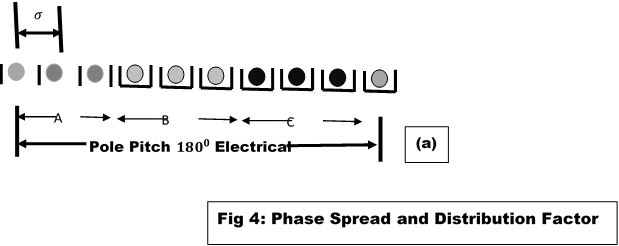 σ
A B C
Pole Pitch 180⁰ Electrical
(a)
Fig 4: Phase Spread and Distribution Factor